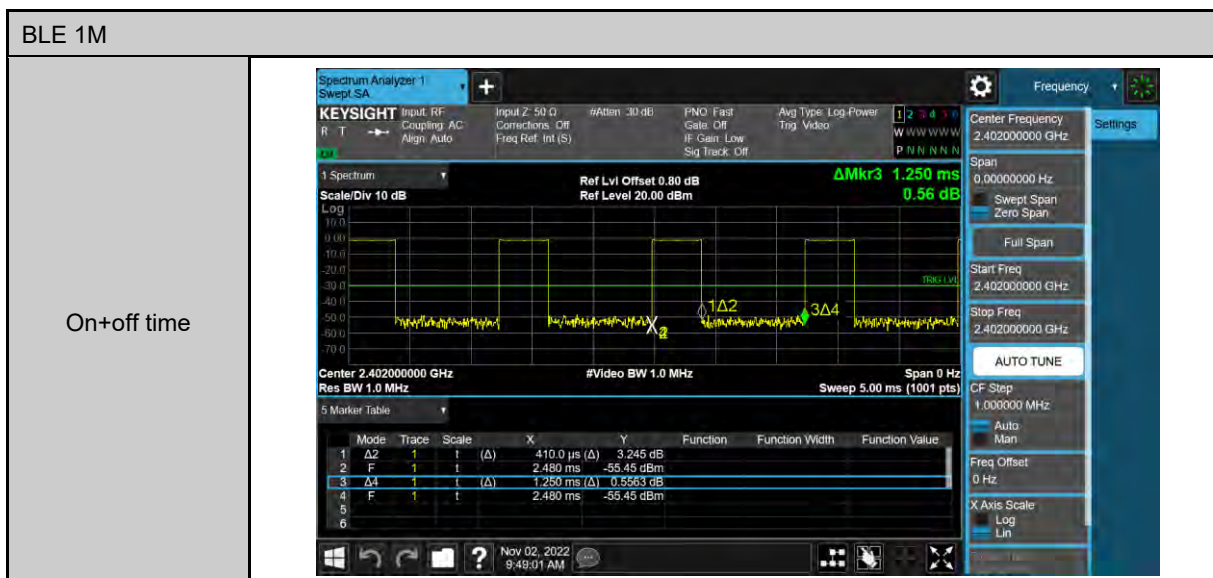 BLE 1M
On+off time
Spectrum Analyzer 1
Swept SA
+
Frequency
KEYSIGHT
R T
Input: RF
Coupling: AC
Align: Auto
Input Z: 50 Ω
Corrections: Off
Freq Ref: Int (S)
#Atten: 30 dB
PNO: Fast
Gate: Off
IF Gain: Low
Sig Track: Off
Avg Type: Log-Power
Trig: Video
1 2 3 4 5 6
W W W W W W
P N N N N N
Center Frequency
2.402000000 GHz
Settings
Span
0.00000000 Hz
Swept Span
Zero Span
Full Span
Start Freq
2.402000000 GHz
Stop Freq
2.402000000 GHz
AUTO TUNE
CF Step
1.000000 MHz
Auto
Man
Freq Offset
0 Hz
X Axis Scale
Log
Lin
1 Spectrum
Scale/Div 10 dB
Ref Lvl Offset 0.80 dB
Ref Level 20.00 dBm
ΔMkr3 1.250 ms
0.56 dB
Log
10.0
0.00
-10.0
-20.0
-30.0
-40.0
-50.0
-60.0
-70.0
TRIG LVL
1Δ2
3Δ4
Center 2.402000000 GHz
Res BW 1.0 MHz
#Video BW 1.0 MHz
Span 0 Hz
Sweep 5.00 ms (1001 pts)
5 Marker Table
Mode Trace Scale X Y Function Function Width Function Value
1 Δ2 1 t (Δ) 410.0 µs (Δ) 3.245 dB
2 F 1 t 2.480 ms -55.45 dBm
3 Δ4 1 t (Δ) 1.250 ms (Δ) 0.5563 dB
4 F 1 t 2.480 ms -55.45 dBm
5
6
?
Nov 02, 2022
9:49:01 AM